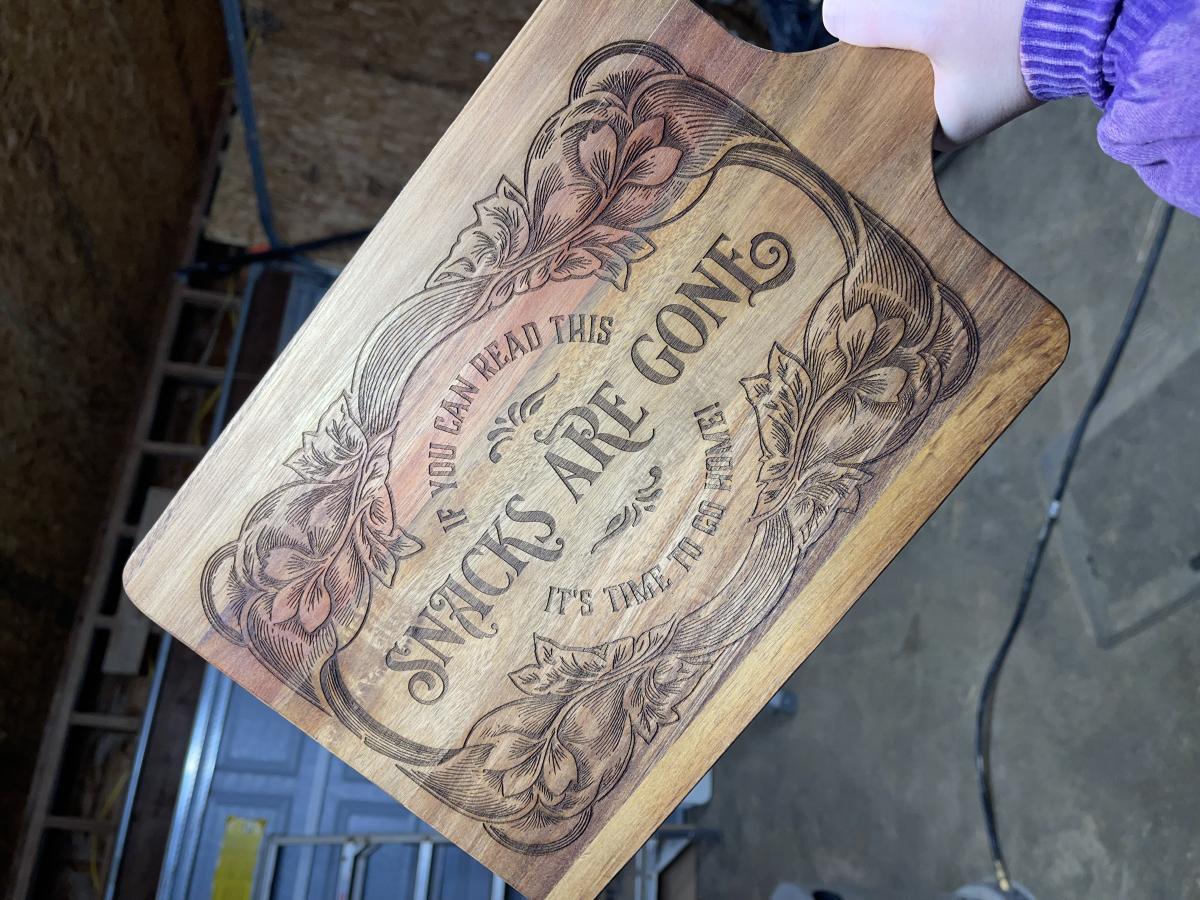 IF YOU CAN READ THIS
SNACKS ARE GONE
IT'S TIME TO GO HOME!